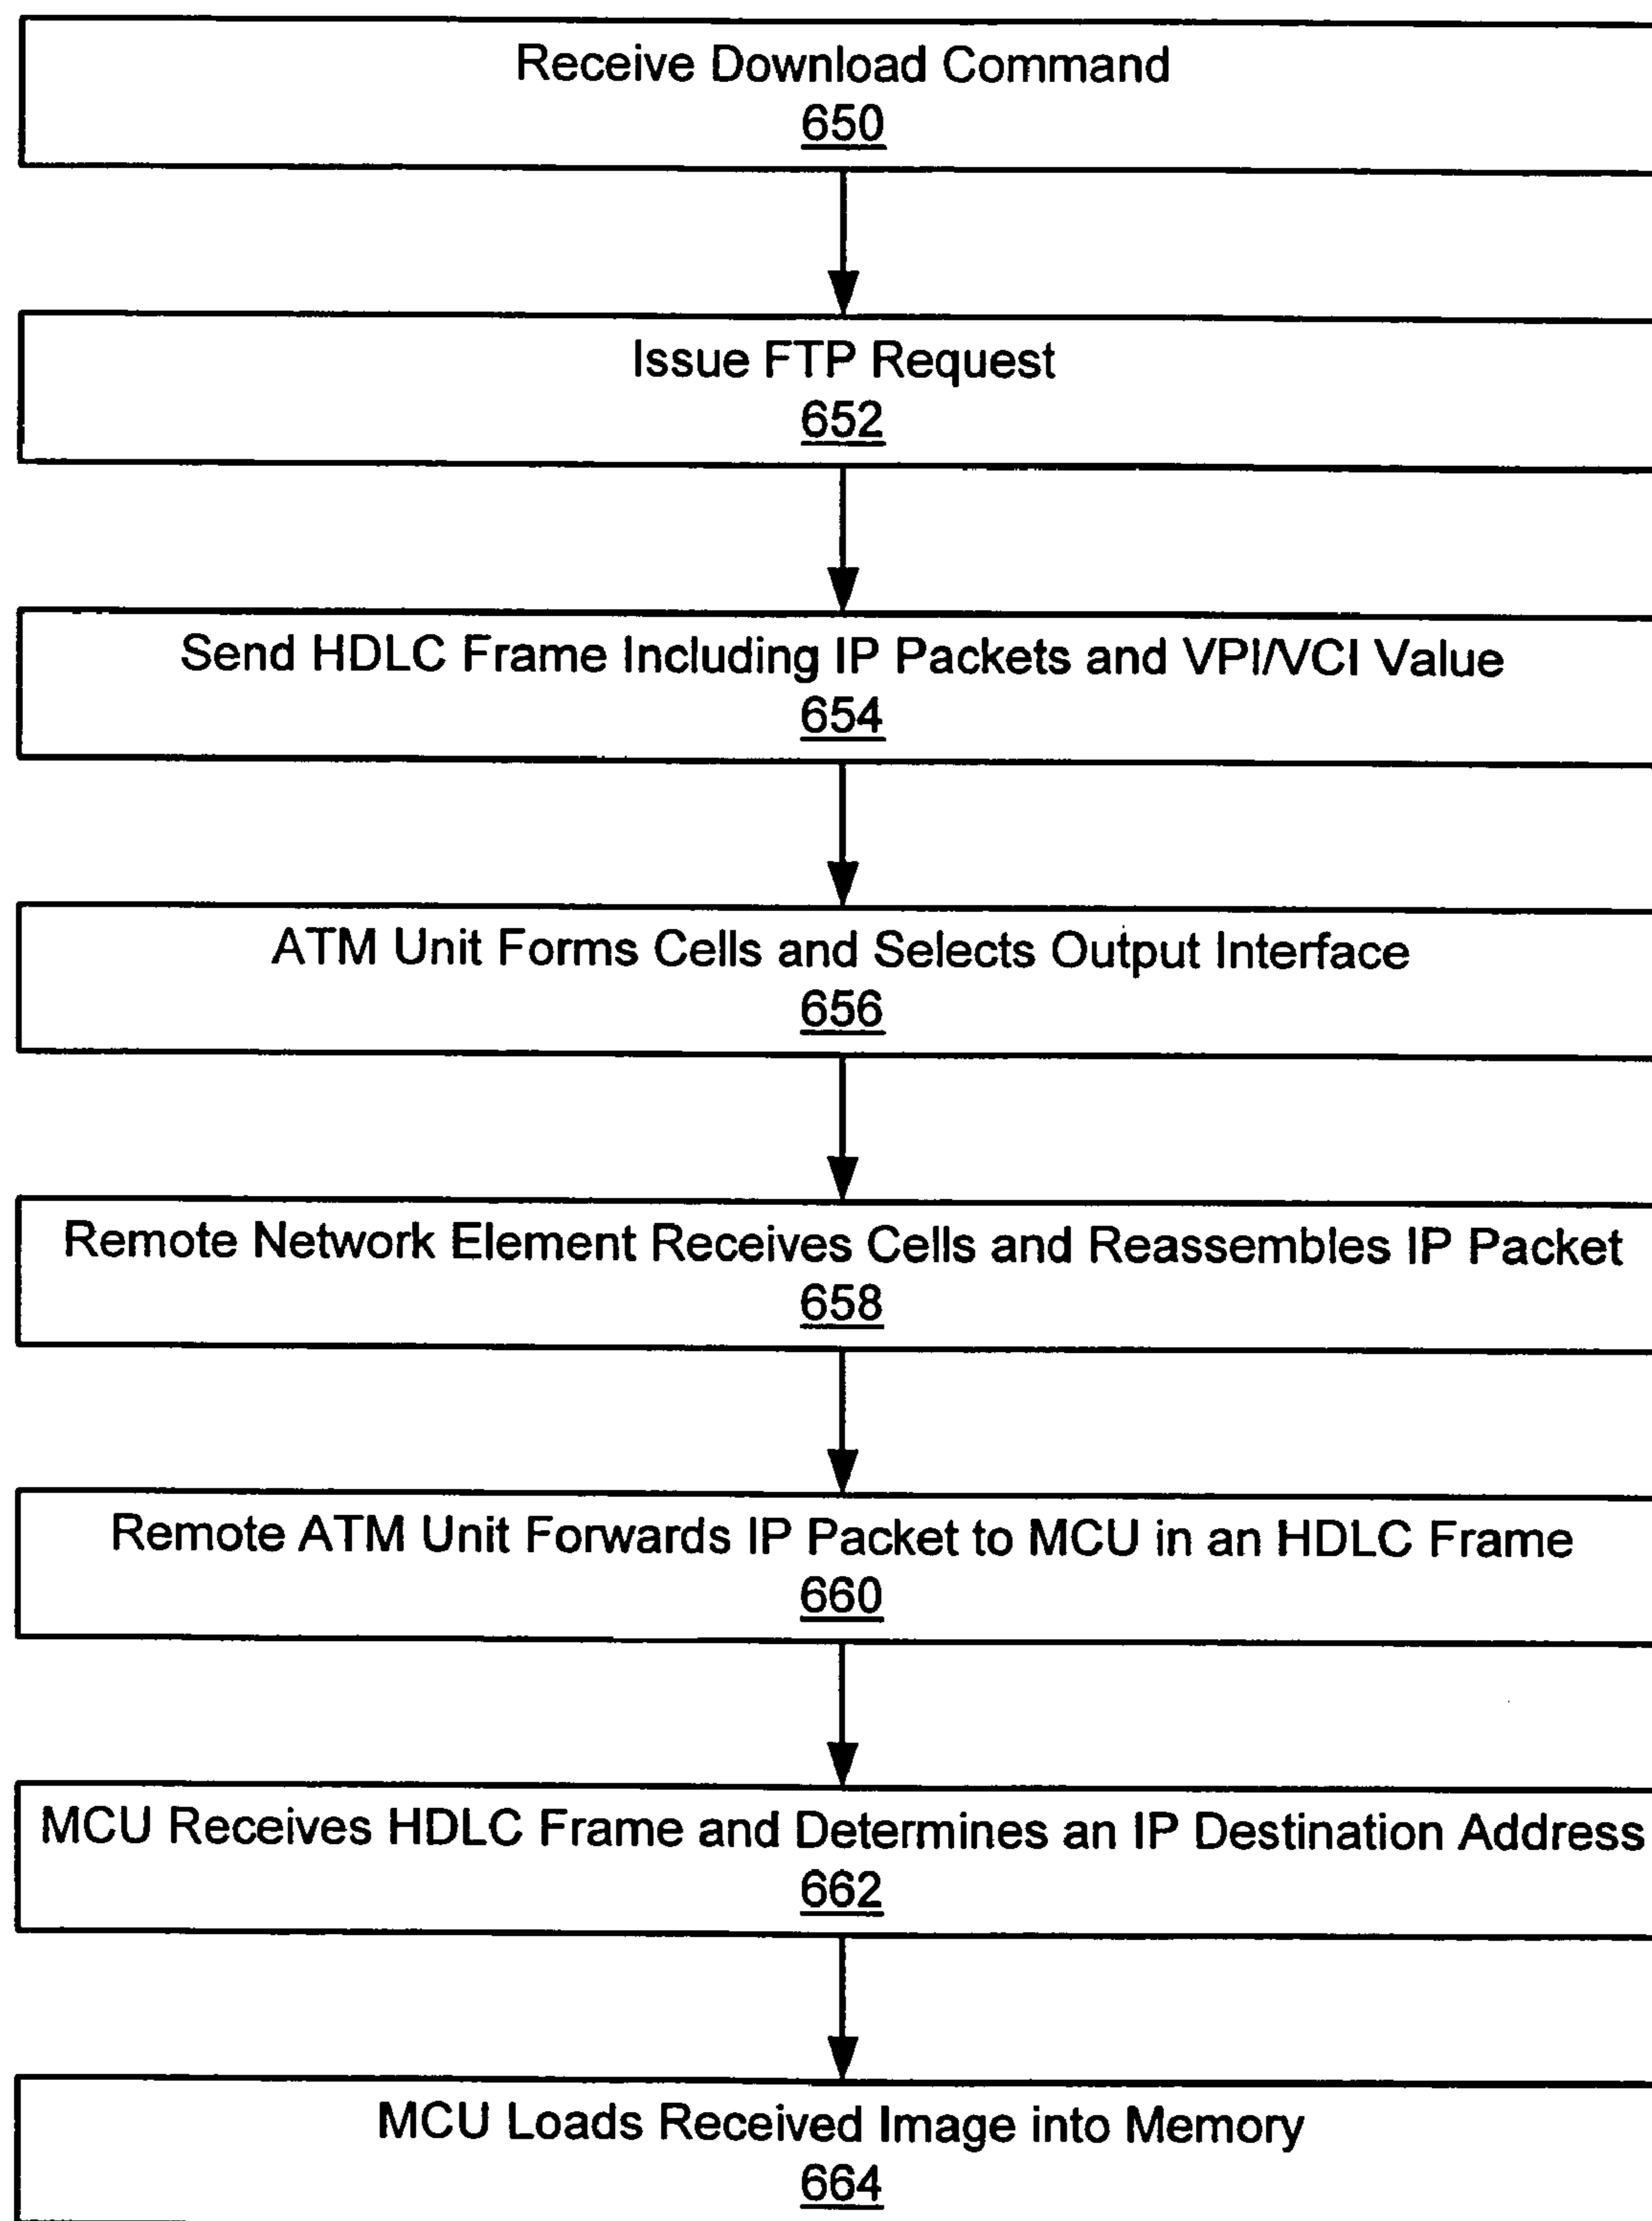 Receive Download Command
650
Issue FTP Request
652
Send HDLC Frame Including IP Packets and VPI/VCI Value
654
ATM Unit Forms Cells and Selects Output Interface
656
Remote Network Element Receives Cells and Reassembles IP Packet
658
Remote ATM Unit Forwards IP Packet to MCU in an HDLC Frame
660
MCU Receives HDLC Frame and Determines an IP Destination Address
662
MCU Loads Received Image into Memory
664